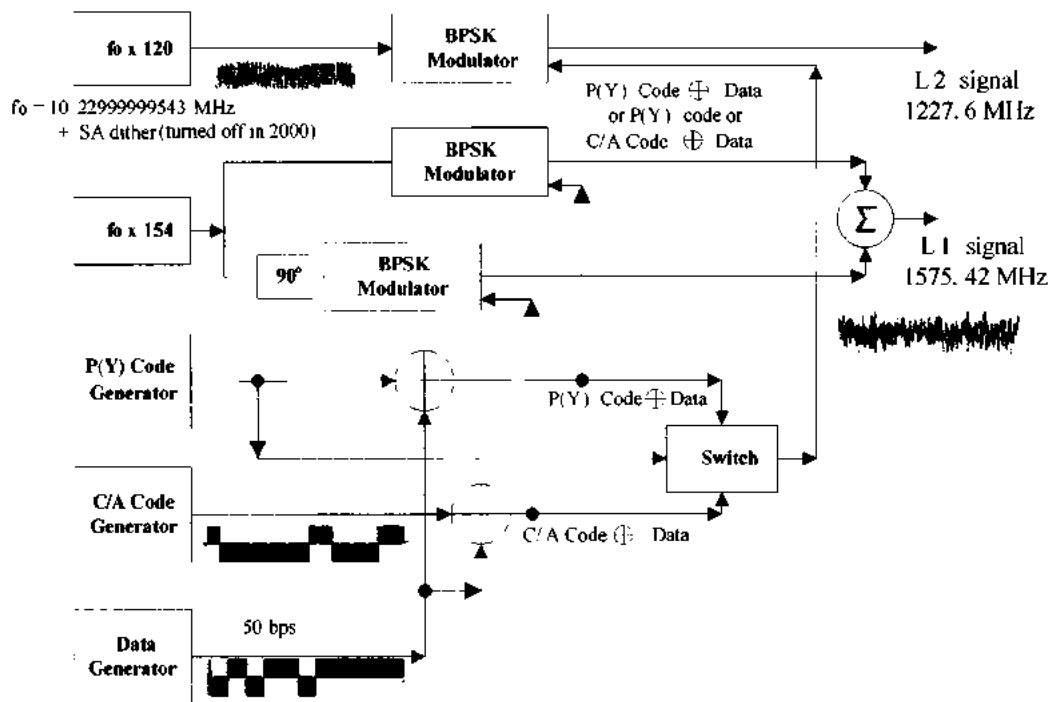 fo x 120
BPSK
Modulator
L 2 signal
1227. 6 MHz
fo = 10 22999999543 MHz
+ SA dither (turned off in 2000)
P(Y) Code ⊕ Data
or P(Y) code or
C/A Code ⊕ Data
BPSK
Modulator
fo x 154
Σ
L 1 signal
1575. 42 MHz
90°
BPSK
Modulator
P(Y) Code
Generator
P(Y) Code ⊕ Data
Switch
C/A Code
Generator
C/A Code ⊕ Data
50 bps
Data
Generator